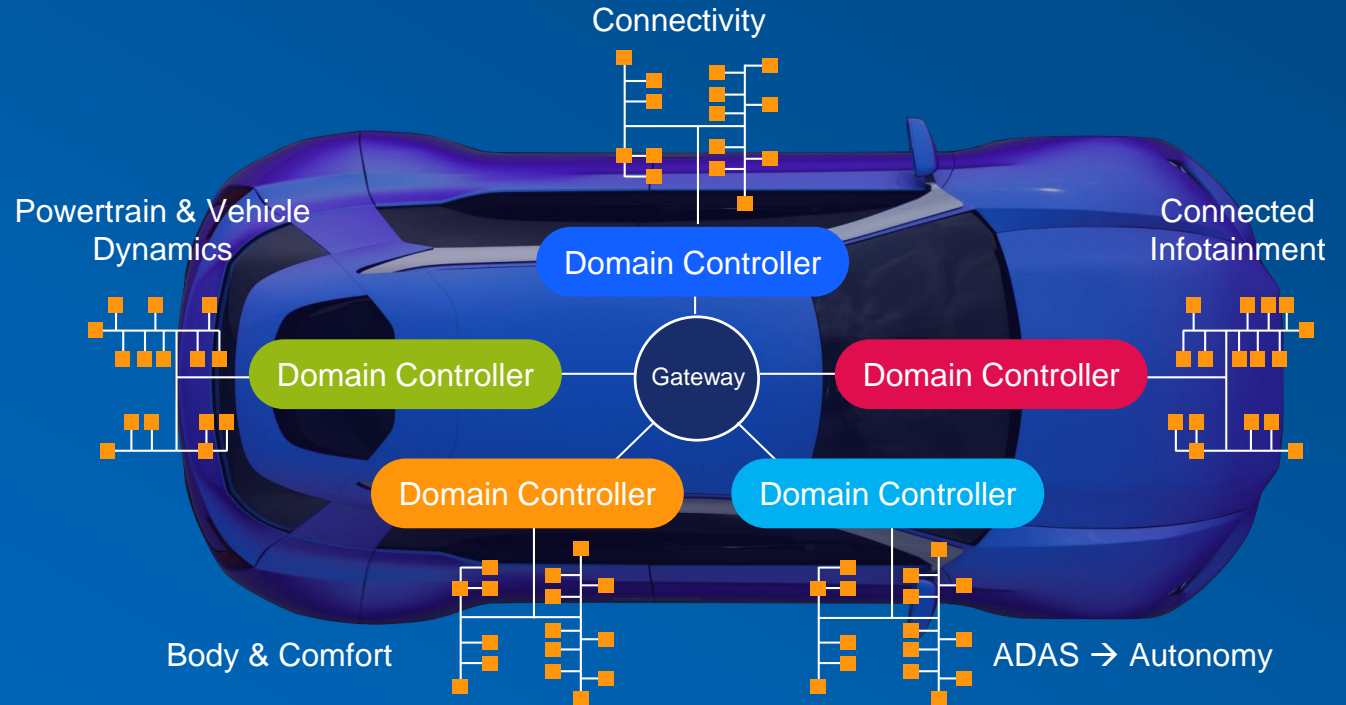 Connectivity
Powertrain & Vehicle
Dynamics
Connected
Infotainment
Domain Controller
Domain Controller
Gateway
Domain Controller
Domain Controller
Domain Controller
Body & Comfort
ADAS → Autonomy